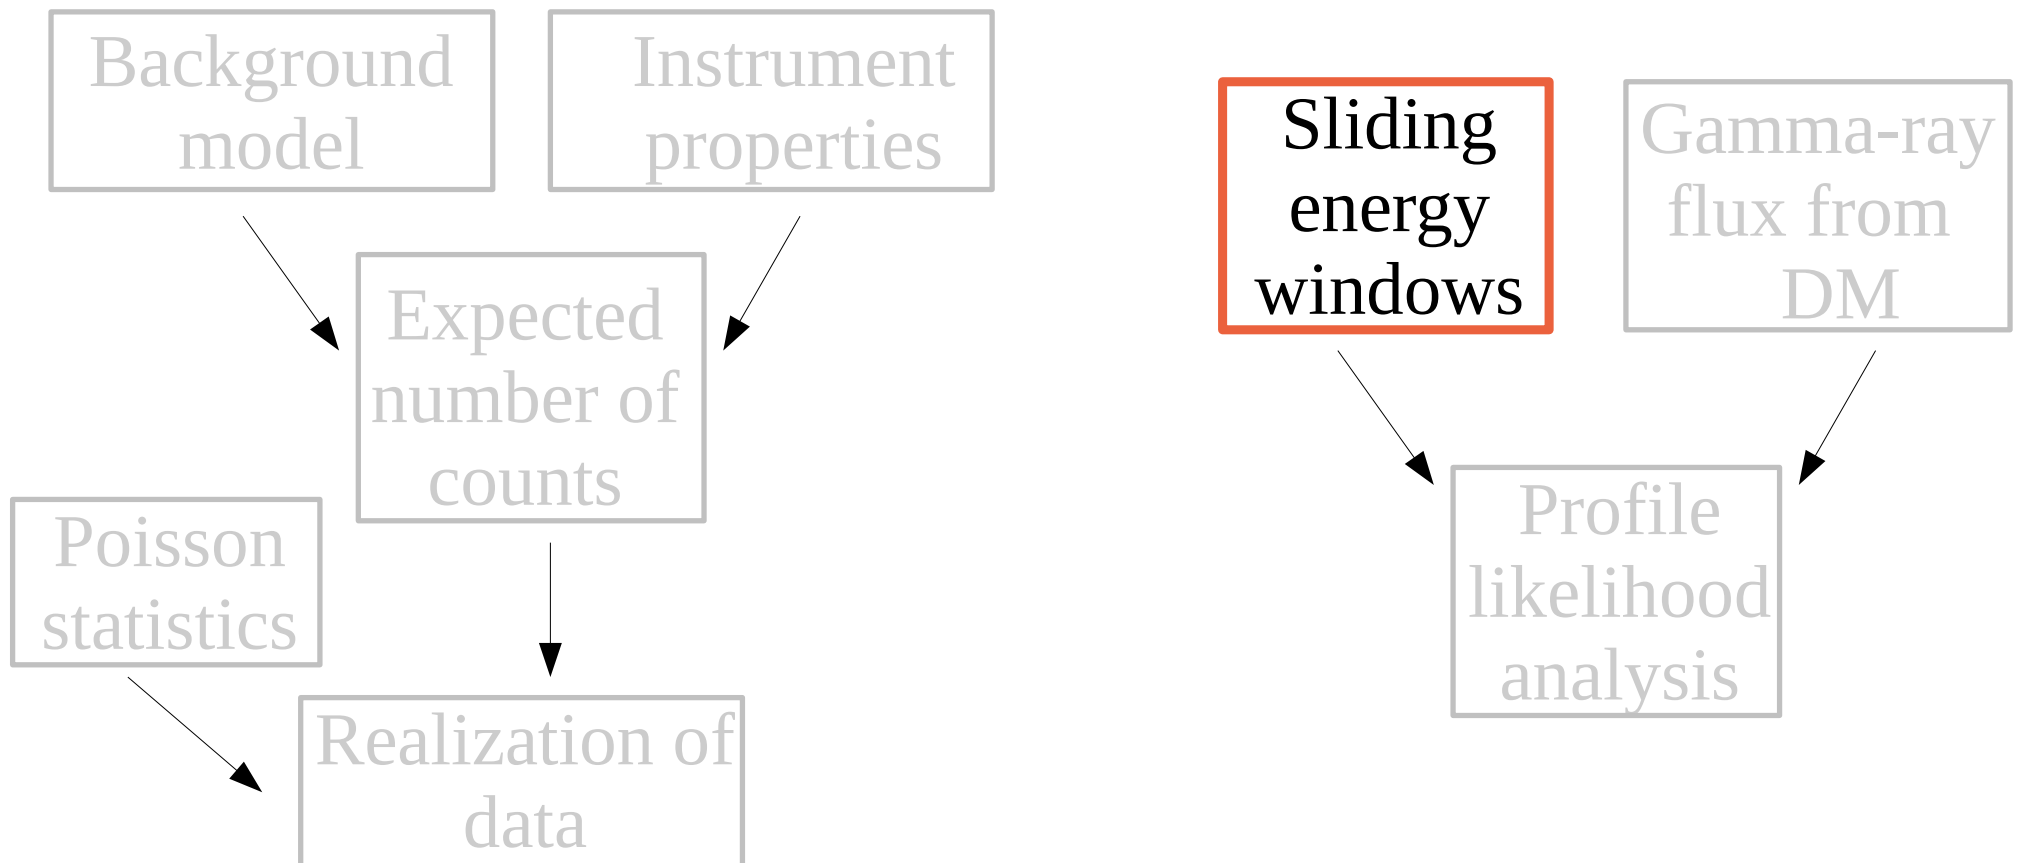 Background
model
Instrument
properties
Sliding
energy
windows
Gamma-ray
flux from
DM
Expected
number of
counts
Poisson
statistics
Profile
likelihood
analysis
Realization of
data